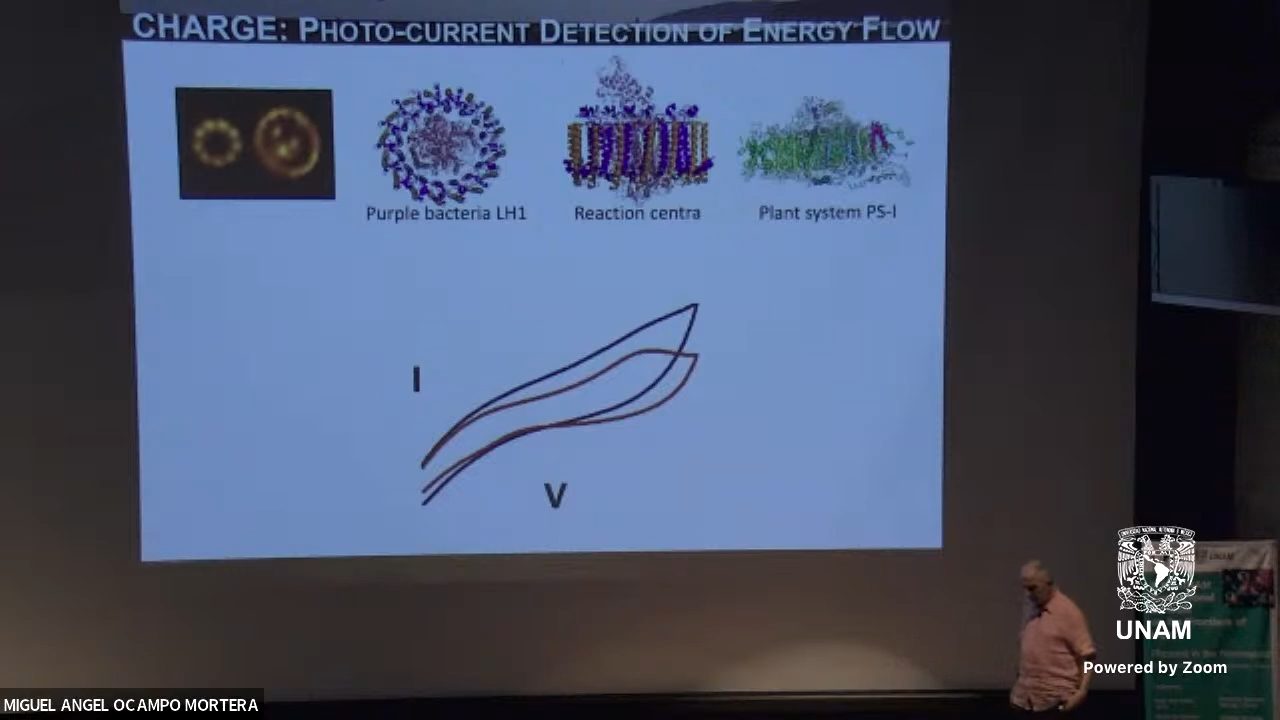 CHARGE: PHOTO-CURRENT DETECTION OF ENERGY FLOW
Purple bacteria LH1
Reaction centra
Plant system PS-I
I
V
UNAM
UNAM
Powered by Zoom
MIGUEL ANGEL OCAMPO MORTERA